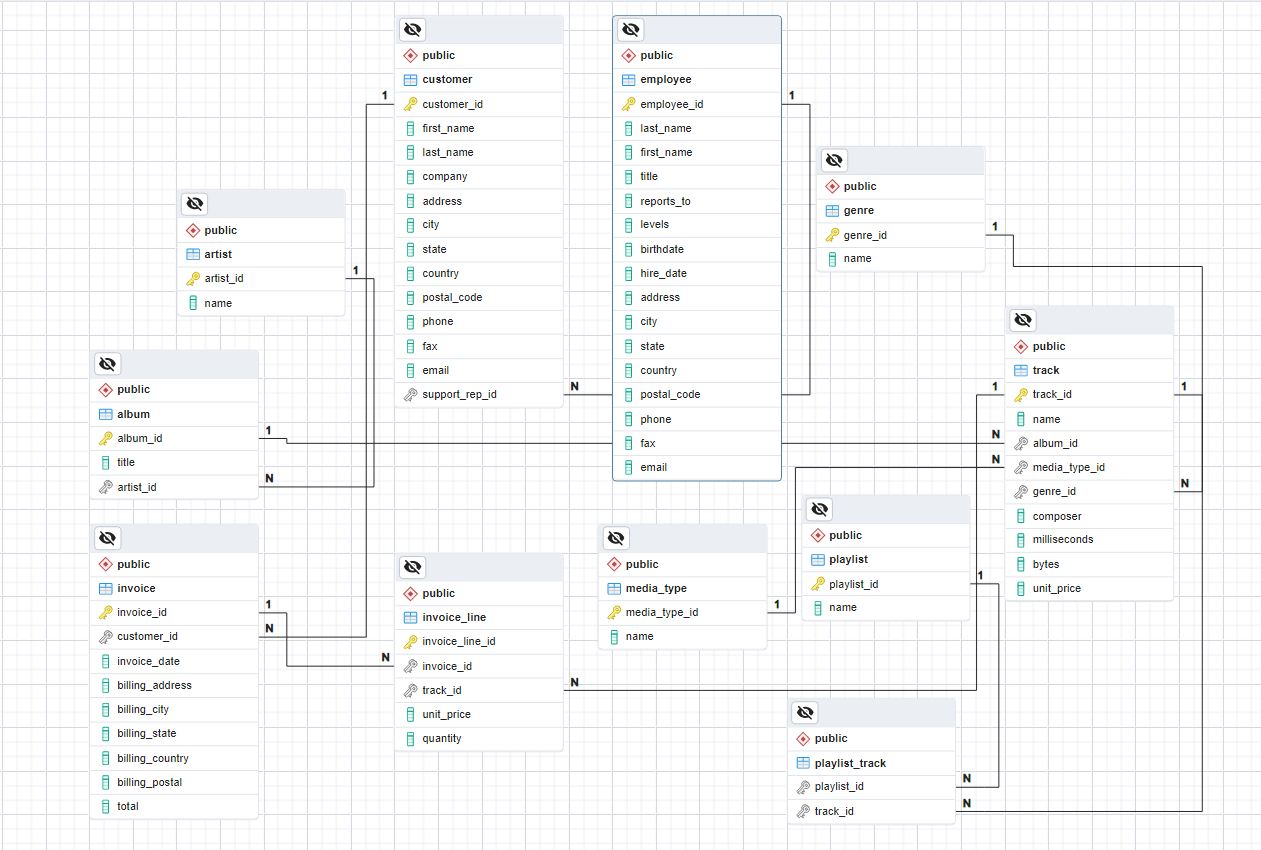 public
customer
customer_id
first_name
last_name
company
address
city
state
country
postal_code
phone
fax
email
support_rep_id
1
N
public
employee
employee_id
last_name
first_name
title
reports_to
levels
birthdate
hire_date
address
city
state
country
postal_code
phone
fax
email
1
public
genre
genre_id
name
1
public
artist
artist_id
name
1
public
album
album_id
title
artist_id
1
N
public
track
track_id
name
album_id
media_type_id
genre_id
composer
milliseconds
bytes
unit_price
1
1
N
N
N
public
invoice
invoice_id
customer_id
invoice_date
billing_address
billing_city
billing_state
billing_country
billing_postal
total
1
N
public
invoice_line
invoice_line_id
invoice_id
track_id
unit_price
quantity
N
N
public
media_type
media_type_id
name
1
public
playlist
playlist_id
name
1
public
playlist_track
playlist_id
track_id
N
N